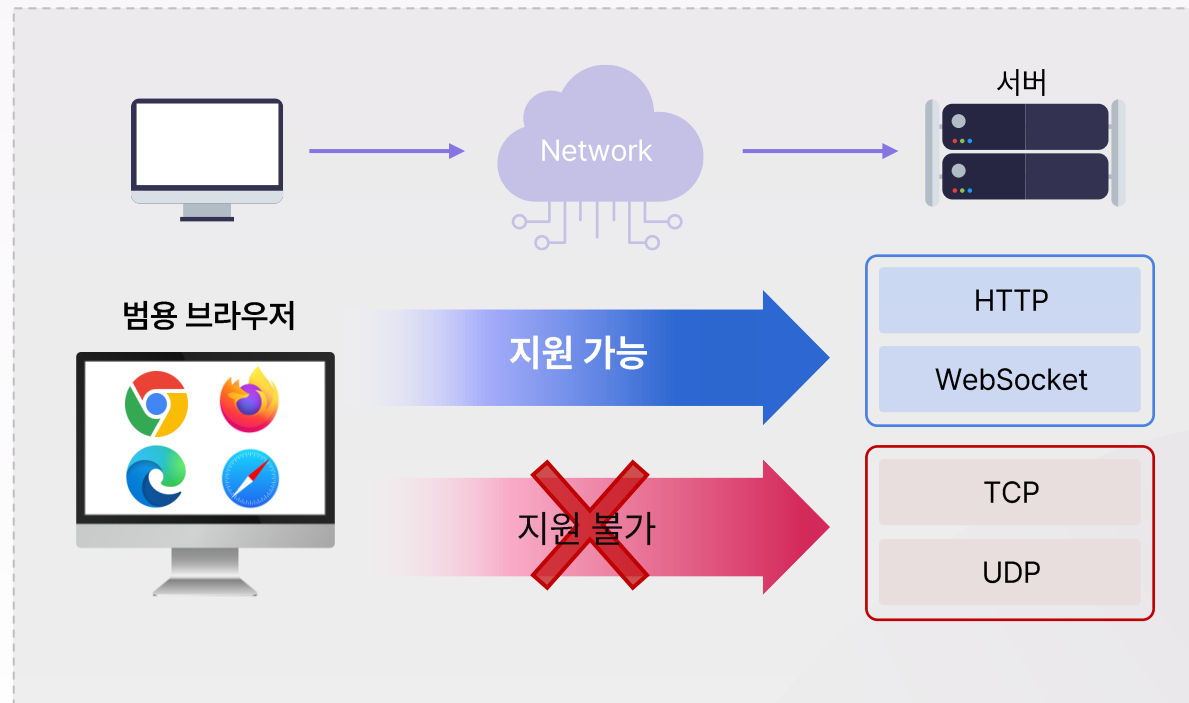 서버
Network
범용 브라우저
지원 가능
HTTP
WebSocket
지원 불가
TCP
UDP